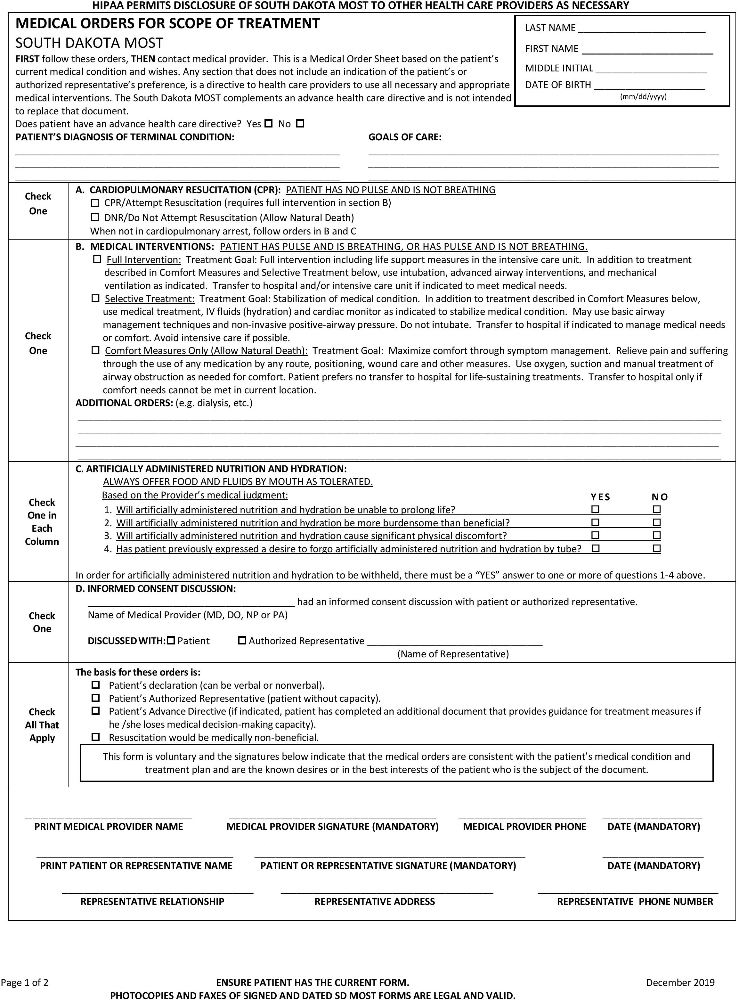 HIPAA PERMITS DISCLOSURE OF SOUTH DAKOTA MOST TO OTHER HEALTH CARE PROVIDERS AS NECESSARY
MEDICAL ORDERS FOR SCOPE OF TREATMENT
SOUTH DAKOTA MOST
FIRST follow these orders, THEN contact medical provider. This is a Medical Order Sheet based on the patient’s
current medical condition and wishes. Any section that does not include an indication of the patient’s or
authorized representative’s preference, is a directive to health care providers to use all necessary and appropriate
medical interventions. The South Dakota MOST complements an advance health care directive and is not intended
to replace that document.
Does patient have an advance health care directive? Yes ☐ No ☐
LAST NAME ________________________
FIRST NAME ________________________
MIDDLE INITIAL _____________________
DATE OF BIRTH _____________________
(mm/dd/yyyy)
PATIENT’S DIAGNOSIS OF TERMINAL CONDITION:
GOALS OF CARE:
Check
One
A. CARDIOPULMONARY RESUCITATION (CPR): PATIENT HAS NO PULSE AND IS NOT BREATHING
☐ CPR/Attempt Resuscitation (requires full intervention in section B)
☐ DNR/Do Not Attempt Resuscitation (Allow Natural Death)
When not in cardiopulmonary arrest, follow orders in B and C
Check
One
B. MEDICAL INTERVENTIONS: PATIENT HAS PULSE AND IS BREATHING, OR HAS PULSE AND IS NOT BREATHING.
☐ Full Intervention: Treatment Goal: Full intervention including life support measures in the intensive care unit. In addition to treatment
described in Comfort Measures and Selective Treatment below, use intubation, advanced airway interventions, and mechanical
ventilation as indicated. Transfer to hospital and/or intensive care unit if indicated to meet medical needs.
☐ Selective Treatment: Treatment Goal: Stabilization of medical condition. In addition to treatment described in Comfort Measures below,
use medical treatment, IV fluids (hydration) and cardiac monitor as indicated to stabilize medical condition. May use basic airway
management techniques and non-invasive positive-airway pressure. Do not intubate. Transfer to hospital if indicated to manage medical needs
or comfort. Avoid intensive care if possible.
☐ Comfort Measures Only (Allow Natural Death): Treatment Goal: Maximize comfort through symptom management. Relieve pain and suffering
through the use of any medication by any route, positioning, wound care and other measures. Use oxygen, suction and manual treatment of
airway obstruction as needed for comfort. Patient prefers no transfer to hospital for life-sustaining treatments. Transfer to hospital only if
comfort needs cannot be met in current location.
ADDITIONAL ORDERS: (e.g. dialysis, etc.)
Check
One in
Each
Column
C. ARTIFICIALLY ADMINISTERED NUTRITION AND HYDRATION:
ALWAYS OFFER FOOD AND FLUIDS BY MOUTH AS TOLERATED.
Based on the Provider’s medical judgment: YES NO
1. Will artificially administered nutrition and hydration be unable to prolong life? ☐ ☐
2. Will artificially administered nutrition and hydration be more burdensome than beneficial? ☐ ☐
3. Will artificially administered nutrition and hydration cause significant physical discomfort? ☐ ☐
4. Has patient previously expressed a desire to forgo artificially administered nutrition and hydration by tube? ☐ ☐
In order for artificially administered nutrition and hydration to be withheld, there must be a “YES” answer to one or more of questions 1-4 above.
Check
One
D. INFORMED CONSENT DISCUSSION:
________________________ had an informed consent discussion with patient or authorized representative.
Name of Medical Provider (MD, DO, NP or PA)
DISCUSSED WITH: ☐ Patient ☐ Authorized Representative ________________________
(Name of Representative)
Check
All That
Apply
The basis for these orders is:
☐ Patient’s declaration (can be verbal or nonverbal).
☐ Patient’s Authorized Representative (patient without capacity).
☐ Patient’s Advance Directive (if indicated, patient has completed an additional document that provides guidance for treatment measures if
he /she loses medical decision-making capacity).
☐ Resuscitation would be medically non-beneficial.
This form is voluntary and the signatures below indicate that the medical orders are consistent with the patient’s medical condition and
treatment plan and are the known desires or in the best interests of the patient who is the subject of the document.
PRINT MEDICAL PROVIDER NAME MEDICAL PROVIDER SIGNATURE (MANDATORY) MEDICAL PROVIDER PHONE DATE (MANDATORY)
PRINT PATIENT OR REPRESENTATIVE NAME PATIENT OR REPRESENTATIVE SIGNATURE (MANDATORY) DATE (MANDATORY)
REPRESENTATIVE RELATIONSHIP REPRESENTATIVE ADDRESS REPRESENTATIVE PHONE NUMBER
Page 1 of 2 ENSURE PATIENT HAS THE CURRENT FORM. December 2019
PHOTOCOPIES AND FAXES OF SIGNED AND DATED SD MOST FORMS ARE LEGAL AND VALID.